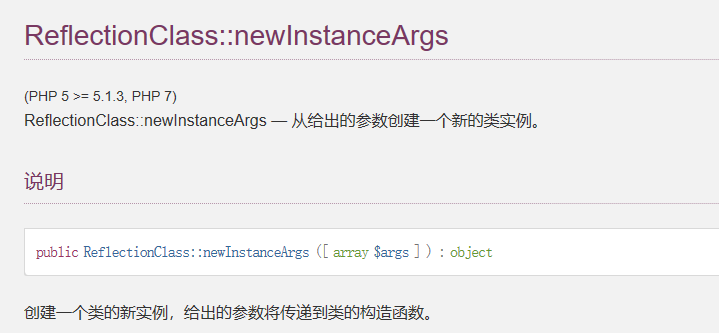 ReflectionClass::newInstanceArgs
(PHP 5 >= 5.1.3, PHP 7)
ReflectionClass::newInstanceArgs — 从给出的参数创建一个新的类实例。
说明
public ReflectionClass::newInstanceArgs ([ array $args ] ) : object
创建一个类的新实例，给出的参数将传递到类的构造函数。